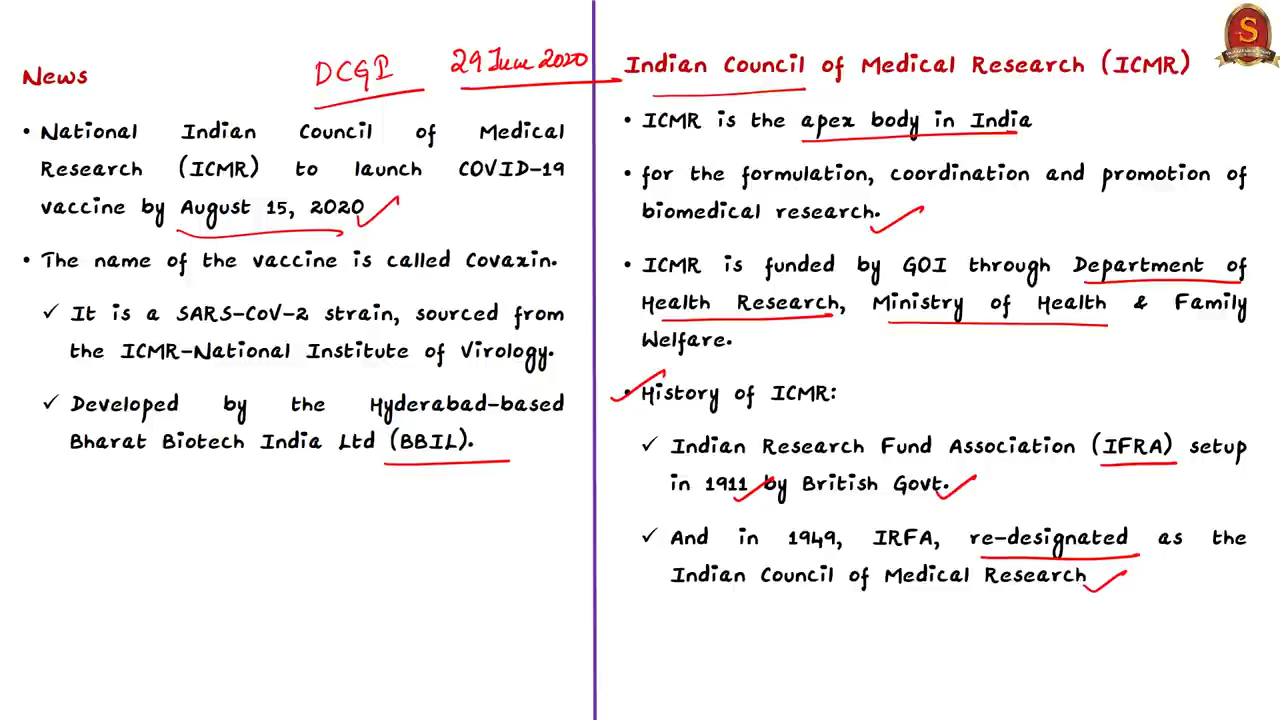 News
DCGI
29 June 2020
• National Indian Council of Medical
Research (ICMR) to launch COVID-19
vaccine by August 15, 2020
• The name of the vaccine is called Covaxin.
✓ It is a SARS-CoV-2 strain, sourced from
the ICMR-National Institute of Virology.
✓ Developed by the Hyderabad-based
Bharat Biotech India Ltd (BBIL).
Indian Council of Medical Research (ICMR)
• ICMR is the apex body in India
• for the formulation, coordination and promotion of
biomedical research.
• ICMR is funded by GOI through Department of
Health Research, Ministry of Health & Family
Welfare.
• History of ICMR:
✓ Indian Research Fund Association (IFRA) setup
in 1911 by British Govt.
✓ And in 1949, IRFA, re-designated as the
Indian Council of Medical Research
S